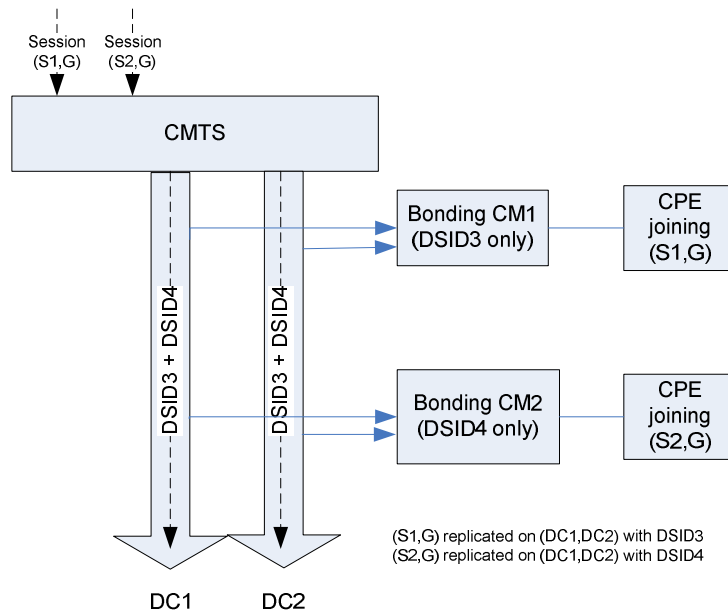 Session
(S1,G)
Session
(S2,G)
CMTS
Bonding CM1
(DSID3 only)
CPE
joining
(S1,G)
DSID3 + DSID4
DSID3 + DSID4
Bonding CM2
(DSID4 only)
CPE
joining
(S2,G)
(S1,G) replicated on (DC1,DC2) with DSID3
(S2,G) replicated on (DC1,DC2) with DSID4
DC1
DC2